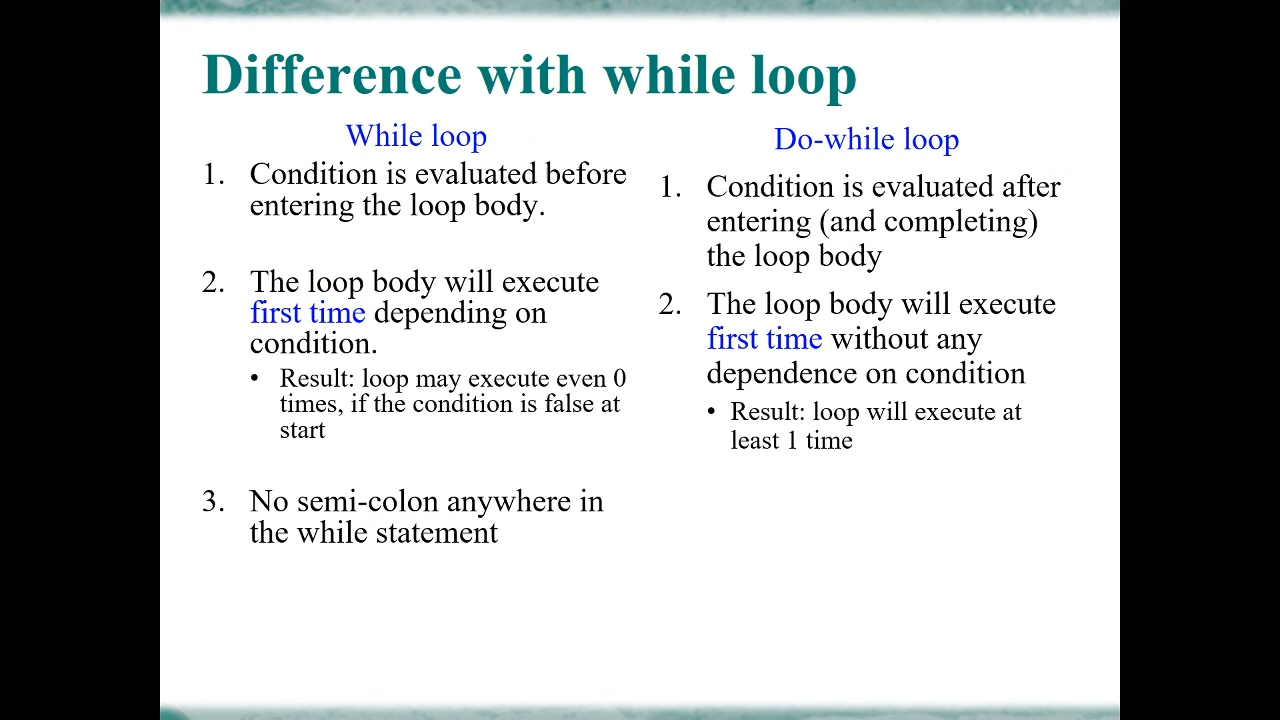 Difference with while loop
While loop
1. Condition is evaluated before
entering the loop body.
2. The loop body will execute
first time depending on
condition.
• Result: loop may execute even 0
times, if the condition is false at
start
3. No semi-colon anywhere in
the while statement
Do-while loop
1. Condition is evaluated after
entering (and completing)
the loop body
2. The loop body will execute
first time without any
dependence on condition
• Result: loop will execute at
least 1 time